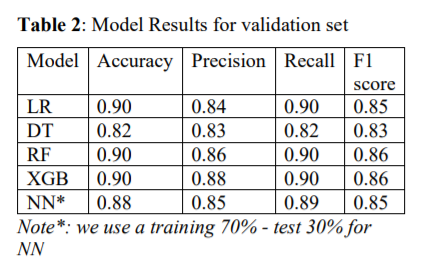 Table 2: Model Results for validation set
Model Accuracy Precision Recall F1
score
LR 0.90 0.84 0.90 0.85
DT 0.82 0.83 0.82 0.83
RF 0.90 0.86 0.90 0.86
XGB 0.90 0.88 0.90 0.86
NN* 0.88 0.85 0.89 0.85
Note*: we use a training 70% - test 30% for
NN